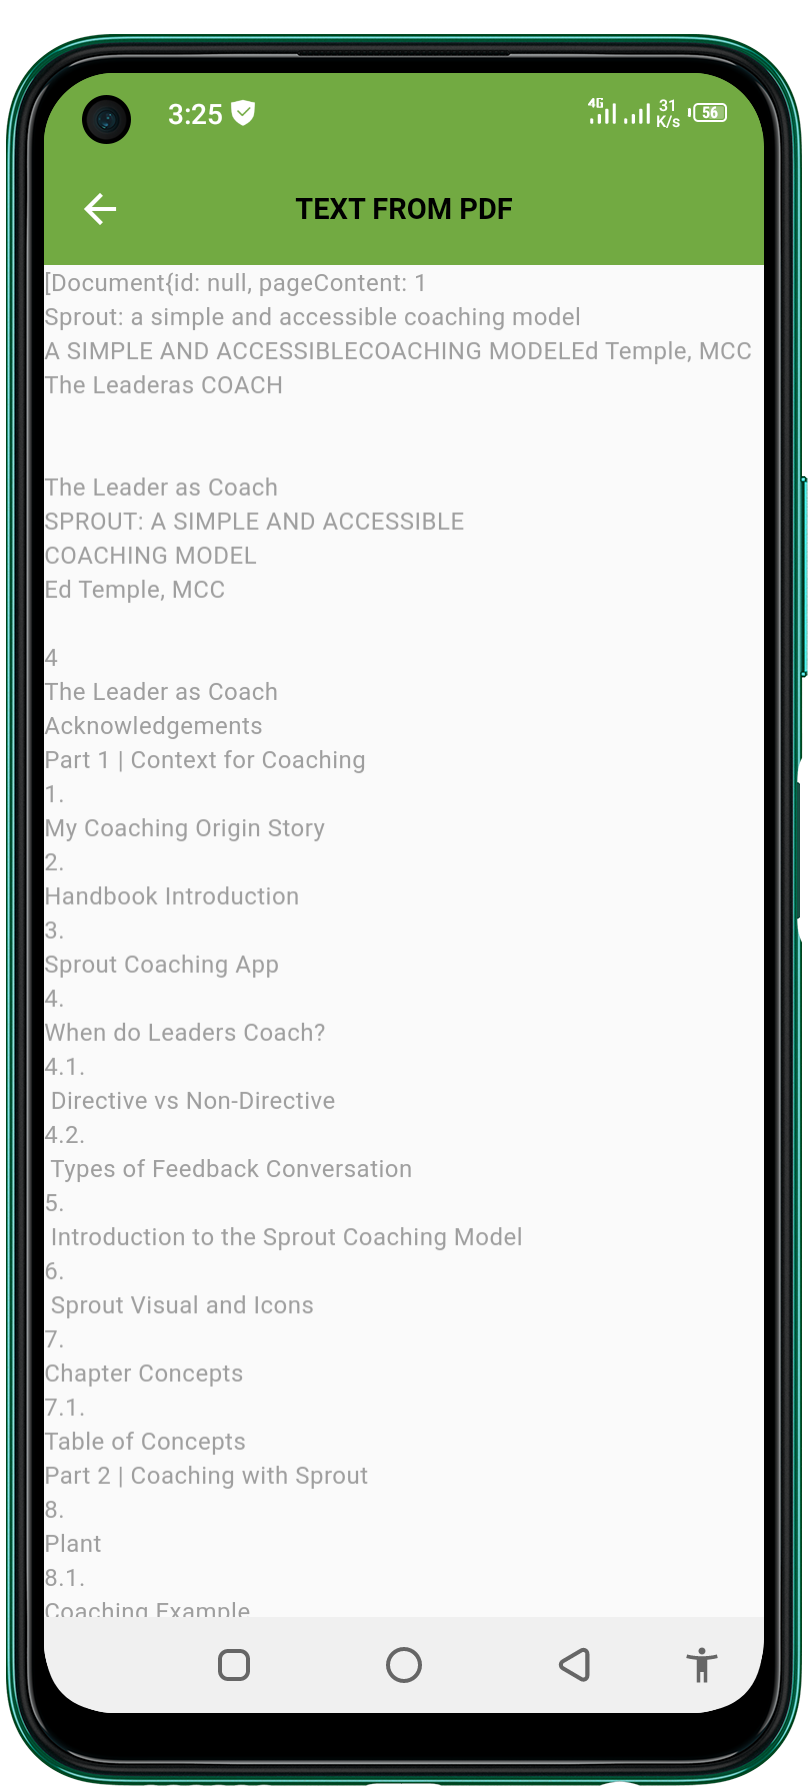 3:25
4G
31
K/s
56
TEXT FROM PDF
[Document{id: null, pageContent: 1
Sprout: a simple and accessible coaching model
A SIMPLE AND ACCESSIBLECOACHING MODELEd Temple, MCC
The Leaderas COACH
The Leader as Coach
SPROUT: A SIMPLE AND ACCESSIBLE
COACHING MODEL
Ed Temple, MCC
4
The Leader as Coach
Acknowledgements
Part 1 | Context for Coaching
1.
My Coaching Origin Story
2.
Handbook Introduction
3.
Sprout Coaching App
4.
When do Leaders Coach?
4.1.
Directive vs Non-Directive
4.2.
Types of Feedback Conversation
5.
Introduction to the Sprout Coaching Model
6.
Sprout Visual and Icons
7.
Chapter Concepts
7.1.
Table of Concepts
Part 2 | Coaching with Sprout
8.
Plant
8.1.
Coaching Example